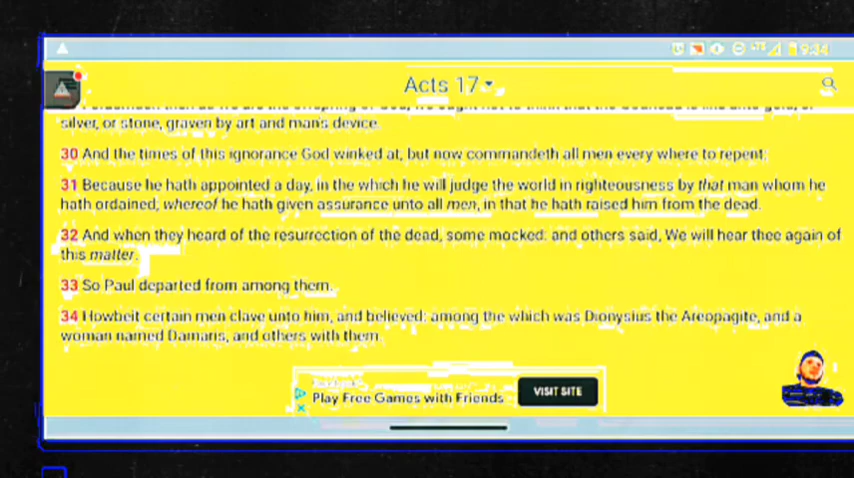 9:34
Acts 17
silver, or stone, graven by art and man's device.
30 And the times of this ignorance God winked at; but now commandeth all men every where to repent:
31 Because he hath appointed a day, in the which he will judge the world in righteousness by that man whom he
hath ordained; whereof he hath given assurance unto all men, in that he hath raised him from the dead.
32 And when they heard of the resurrection of the dead, some mocked: and others said, We will hear thee again of
this matter.
33 So Paul departed from among them.
34 Howbeit certain men clave unto him, and believed: among the which was Dionysius the Areopagite, and a
woman named Damaris, and others with them.
Play Free Games with Friends
VISIT SITE